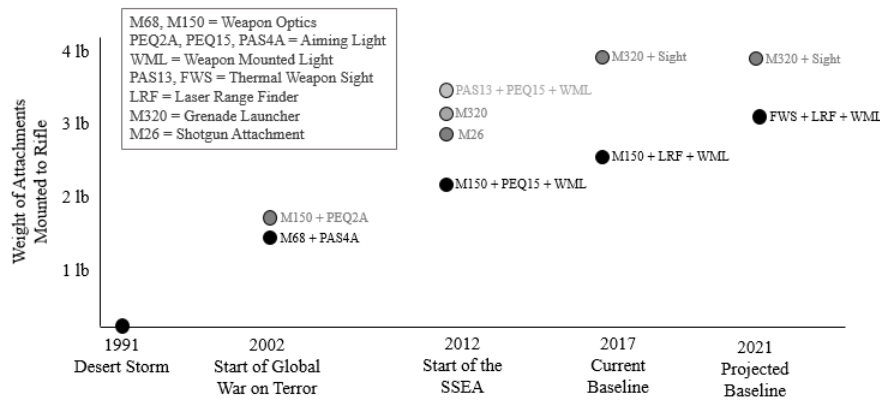 M68, M150 = Weapon Optics
PEQ2A, PEQ15, PAS4A = Aiming Light
WML = Weapon Mounted Light
PAS13, FWS = Thermal Weapon Sight
LRF = Laser Range Finder
M320 = Grenade Launcher
M26 = Shotgun Attachment
Weight of Attachments
Mounted to Rifle
4 lb
3 lb
2 lb
1 lb
M150 + PEQ2A
M68 + PAS4A
PAS13 + PEQ15 + WML
M320
M26
M150 + PEQ15 + WML
M320 + Sight
M150 + LRF + WML
M320 + Sight
FWS + LRF + WML
1991
Desert Storm
2002
Start of Global
War on Terror
2012
Start of the
SSEA
2017
Current
Baseline
2021
Projected
Baseline